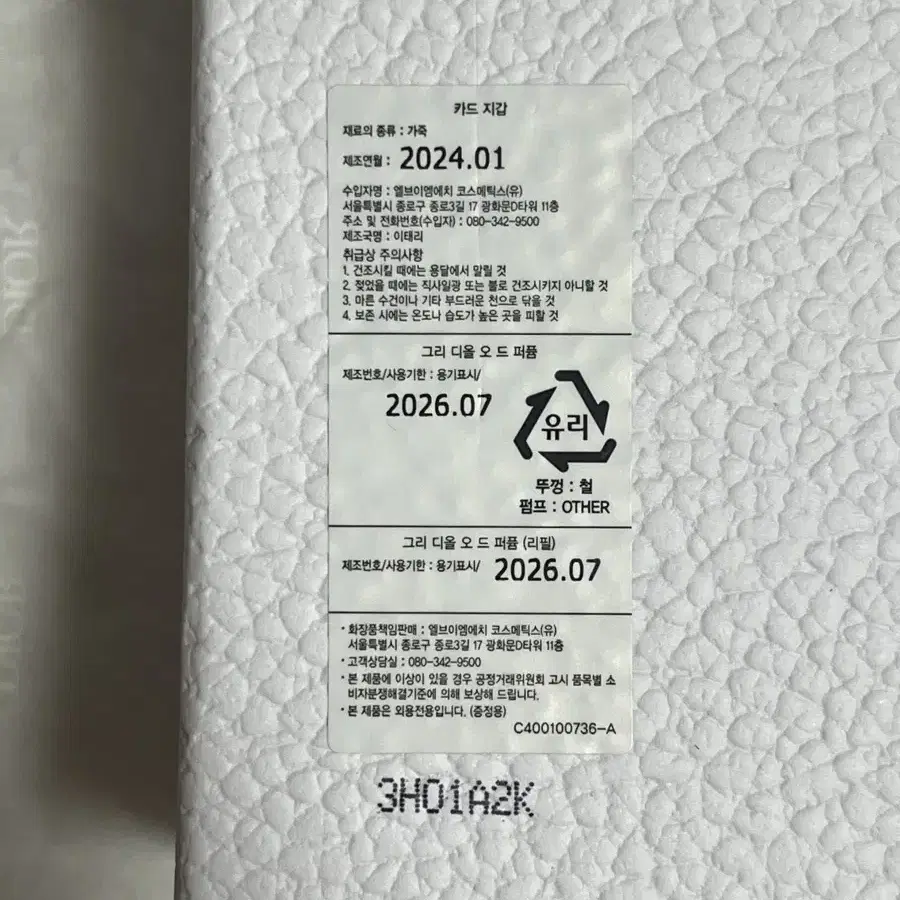 카드 지갑
재료의 종류 : 가죽
제조연월 : 2024.01
수입자명 : 엘브이엠에치 코스메틱스(유)
서울특별시 종로구 종로3길 17 광화문D타워 11층
주소 및 전화번호(수입자) : 080-342-9500
제조국명 : 이태리
취급상 주의사항
1. 건조시킬 때에는 응달에서 말릴 것
2. 젖었을 때에는 직사일광 또는 불로 건조시키지 아니할 것
3. 마른 수건이나 기타 부드러운 천으로 닦을 것
4. 보존 시에는 온도나 습도가 높은 곳을 피할 것
그리 디올 오 드 퍼퓸
제조번호/사용기한 : 용기표시/
2026.07
유리
뚜껑 : 철
펌프 : OTHER
그리 디올 오 드 퍼퓸 (리필)
제조번호/사용기한 : 용기표시/ 2026.07
• 화장품책임판매 : 엘브이엠에치 코스메틱스(유)
서울특별시 종로구 종로3길 17 광화문D타워 11층
• 고객상담실 : 080-342-9500
• 본 제품에 이상이 있을 경우 공정거래위원회 고시 품목별 소
비자분쟁해결기준에 의해 보상해 드립니다.
• 본 제품은 외용전용입니다. (증정용)
C400100736-A
3H01A2K